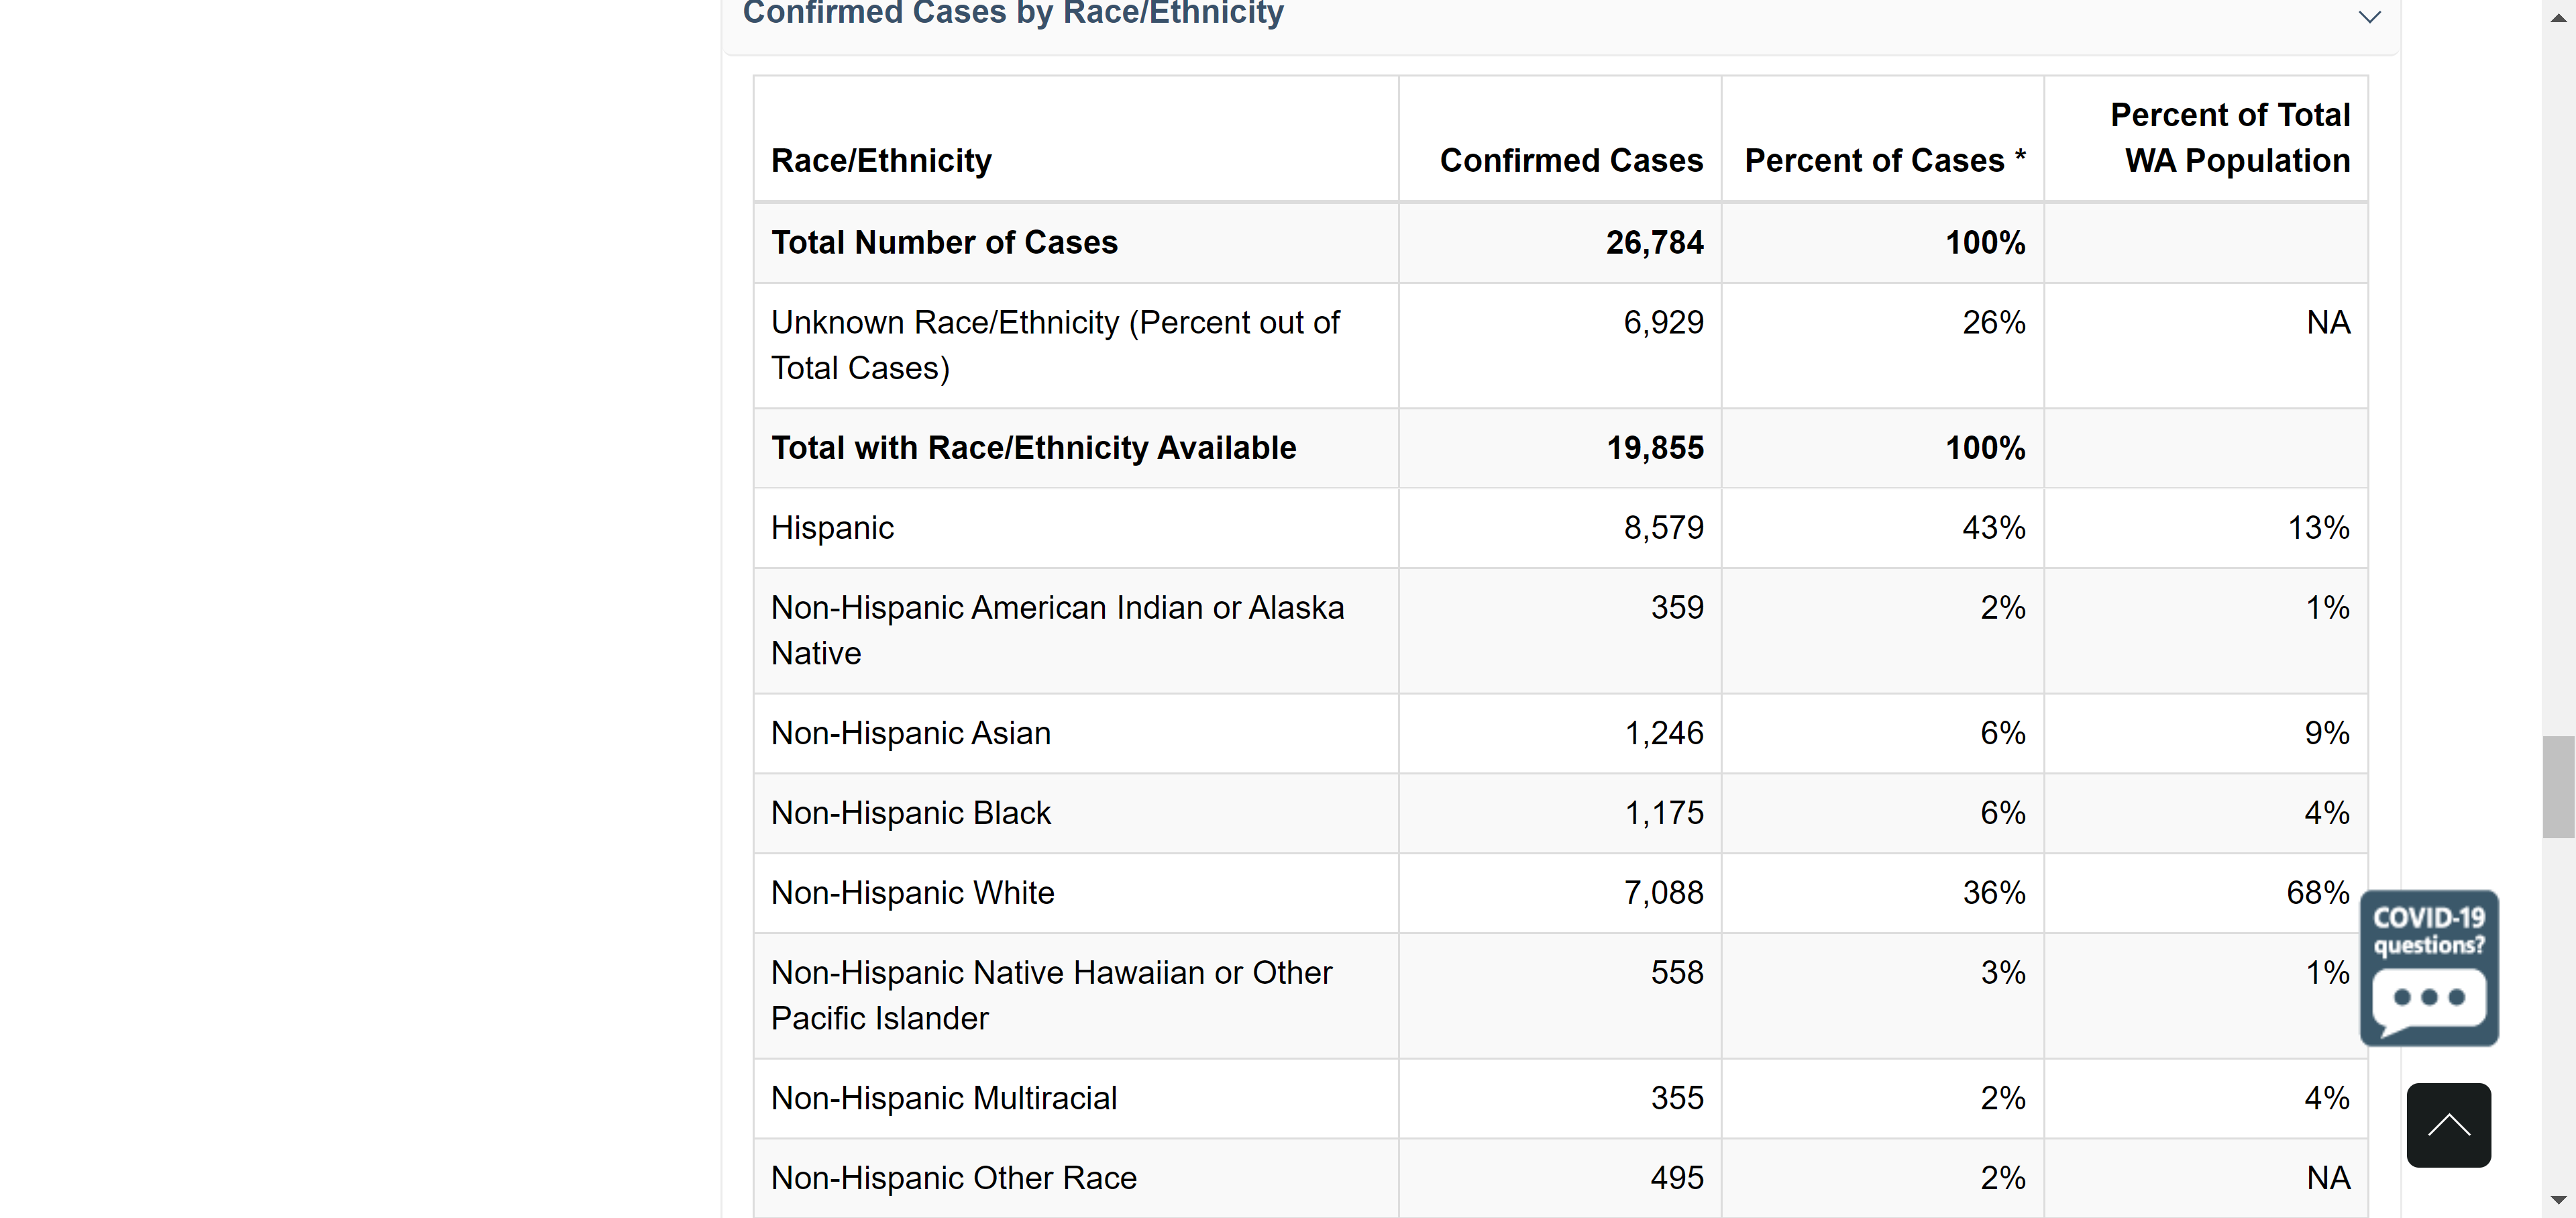 Confirmed Cases by Race/Ethnicity
Race/Ethnicity Confirmed Cases Percent of Cases * Percent of Total
WA Population
Total Number of Cases 26,784 100%
Unknown Race/Ethnicity (Percent out of 6,929 26% NA
Total Cases)
Total with Race/Ethnicity Available 19,855 100%
Hispanic 8,579 43% 13%
Non-Hispanic American Indian or Alaska 359 2% 1%
Native
Non-Hispanic Asian 1,246 6% 9%
Non-Hispanic Black 1,175 6% 4%
Non-Hispanic White 7,088 36% 68%
Non-Hispanic Native Hawaiian or Other 558 3% 1%
Pacific Islander
Non-Hispanic Multiracial 355 2% 4%
Non-Hispanic Other Race 495 2% NA
COVID-19
questions?